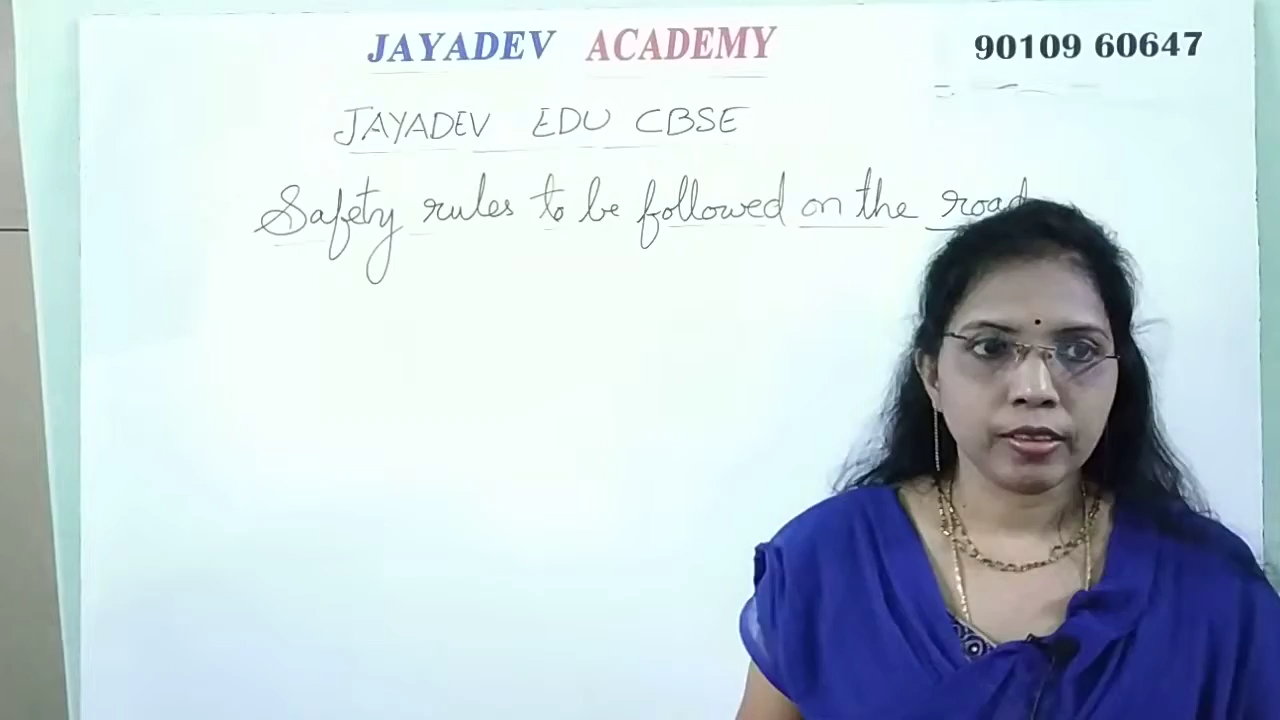 JAYADEV ACADEMY
90109 60647
JAYADEV EDU CBSE
Safety rules to be followed on the road